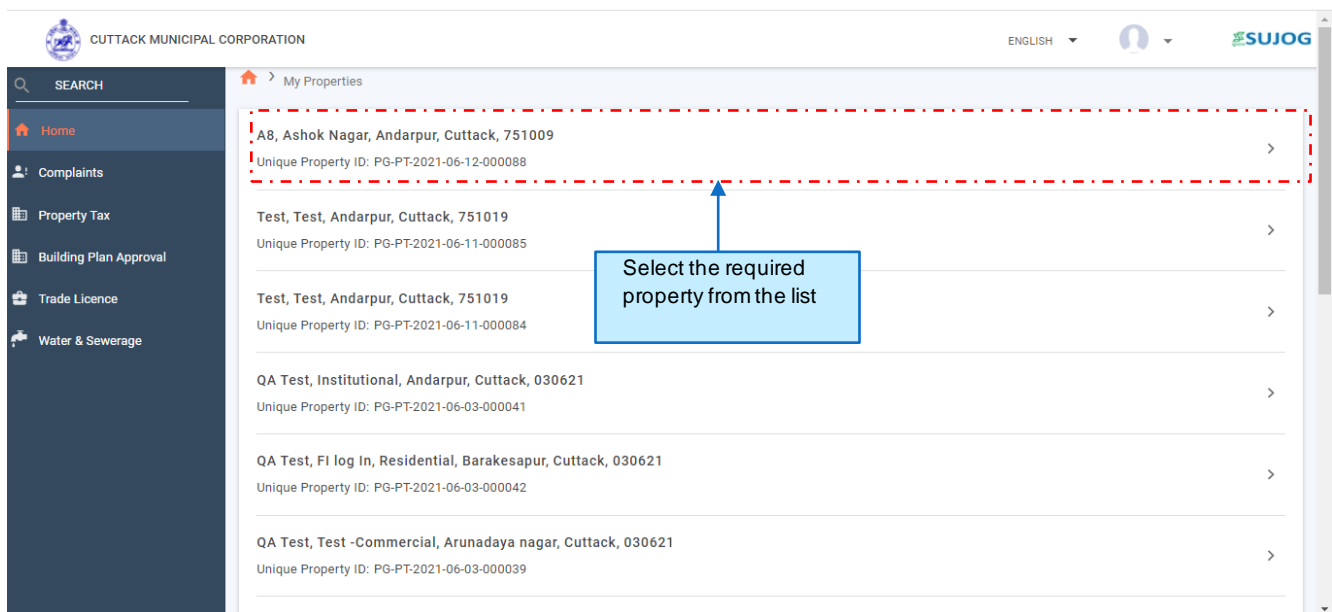 CUTTACK MUNICIPAL CORPORATION
ENGLISH
SUJOG
SEARCH
Home
Complaints
Property Tax
Building Plan Approval
Trade Licence
Water & Sewerage
My Properties
A8, Ashok Nagar, Andarpur, Cuttack, 751009
Unique Property ID: PG-PT-2021-06-12-000088
Test, Test, Andarpur, Cuttack, 751019
Unique Property ID: PG-PT-2021-06-11-000085
Select the required
property from the list
Test, Test, Andarpur, Cuttack, 751019
Unique Property ID: PG-PT-2021-06-11-000084
QA Test, Institutional, Andarpur, Cuttack, 030621
Unique Property ID: PG-PT-2021-06-03-000041
QA Test, FI log In, Residential, Barakesapur, Cuttack, 030621
Unique Property ID: PG-PT-2021-06-03-000042
QA Test, Test -Commercial, Arunadaya nagar, Cuttack, 030621
Unique Property ID: PG-PT-2021-06-03-000039